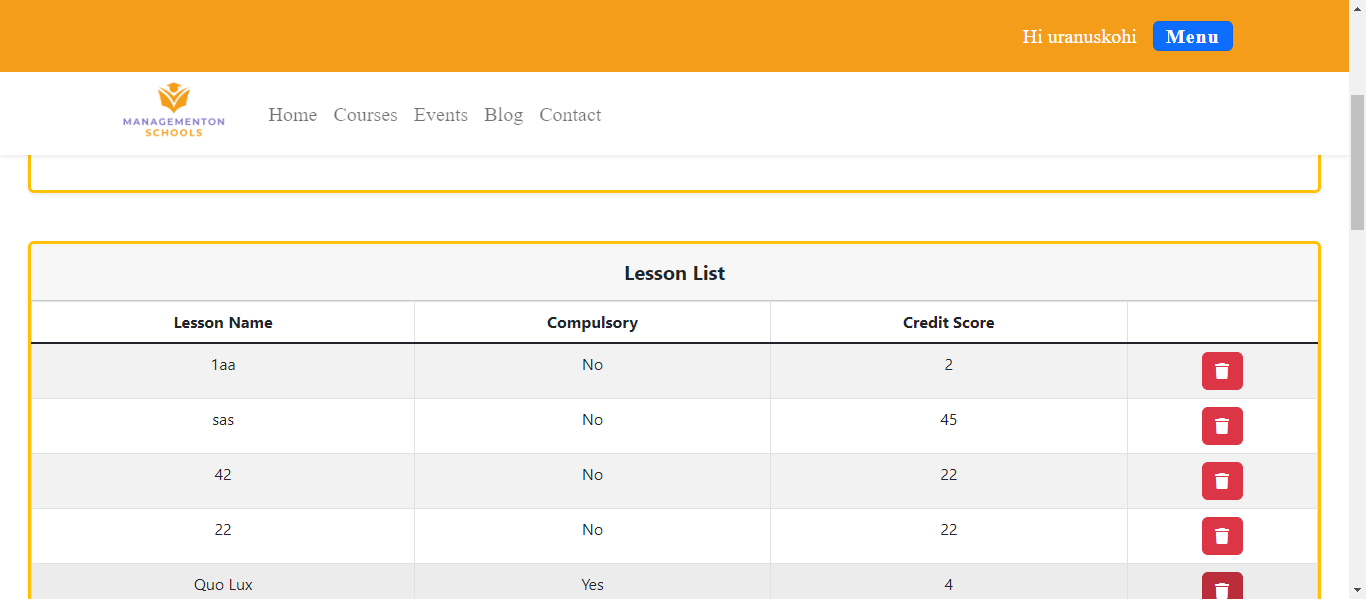 Hi uranuskohi Menu
MANAGEMENTON
SCHOOLS
Home Courses Events Blog Contact
Lesson List
Lesson Name Compulsory Credit Score
1aa No 2
sas No 45
42 No 22
22 No 22
Quo Lux Yes 4